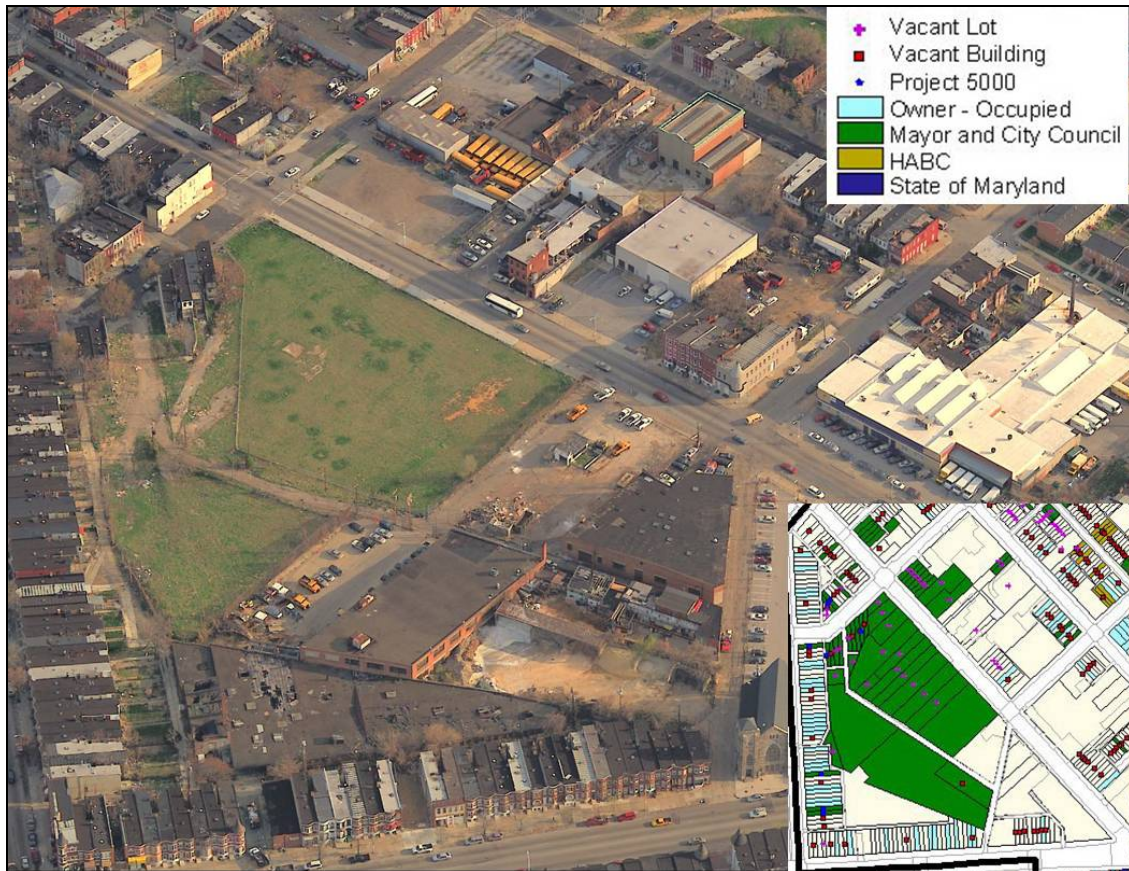 Vacant Lot
Vacant Building
Project 5000
Owner - Occupied
Mayor and City Council
HABC
State of Maryland